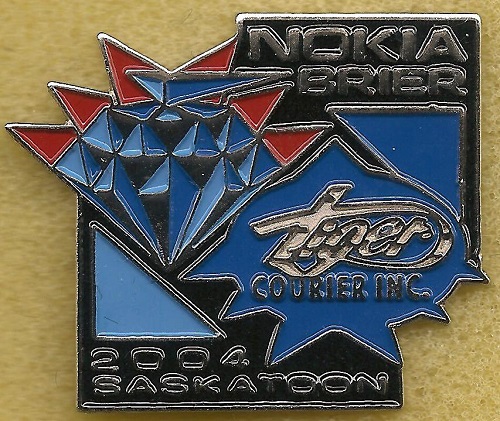 NOKIA
BRIER
Tiger
COURIER INC.
2004
SASKATOON